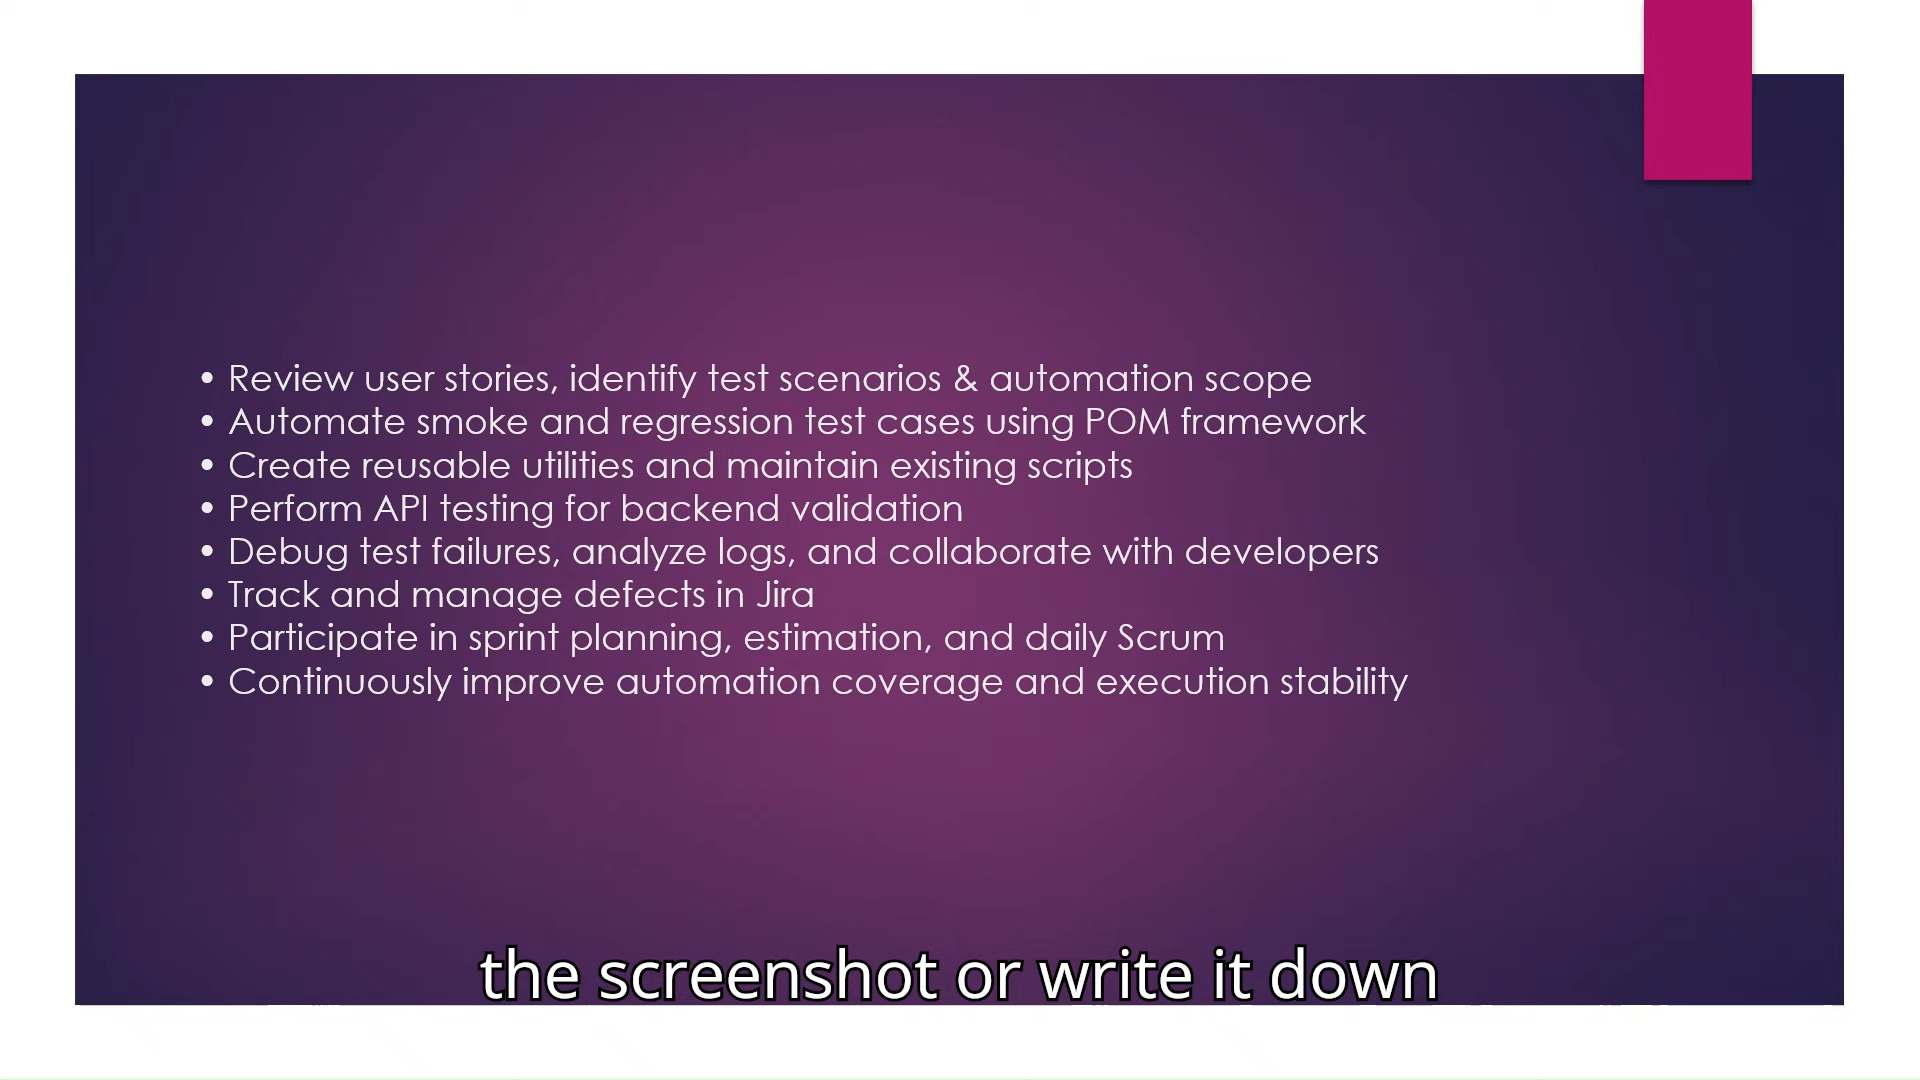 • Review user stories, identify test scenarios & automation scope
• Automate smoke and regression test cases using POM framework
• Create reusable utilities and maintain existing scripts
• Perform API testing for backend validation
• Debug test failures, analyze logs, and collaborate with developers
• Track and manage defects in Jira
• Participate in sprint planning, estimation, and daily Scrum
• Continuously improve automation coverage and execution stability
the screenshot or write it down